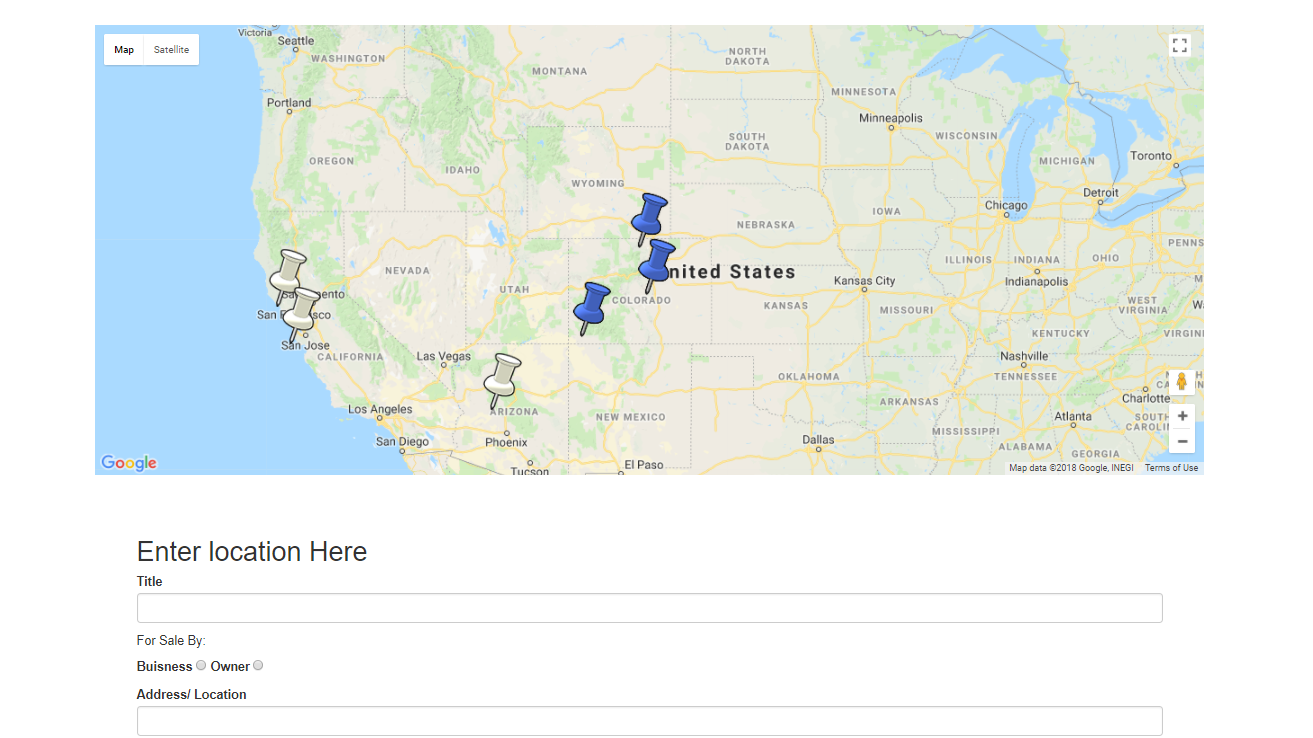 Map
Satellite
Victoria
Seattle
WASHINGTON
MONTANA
NORTH
DAKOTA
MINNESOTA
Portland
Minneapolis
SOUTH
DAKOTA
WISCONSIN
OREGON
IDAHO
WYOMING
MICHIGAN
Toronto
Detroit
Chicago
IOWA
NEBRASKA
PENNS
NEVADA
UTAH
COLORADO
nited States
ILLINOIS
INDIANA
OHIO
Indianapolis
Kansas City
KANSAS
MISSOURI
WEST
VIRGINIA
KENTUCKY
VIRGINI
San Jose
CALIFORNIA
Las Vegas
Nashville
TENNESSEE
Charlotte
OKLAHOMA
ARKANSAS
Los Angeles
ARIZONA
NEW MEXICO
Atlanta
SOUTH
CAROLI
MISSISSIPPI
San Diego
Phoenix
Dallas
ALABAMA
GEORGIA
Tucson
El Paso
Google
Map data ©2018 Google, INEGI
Terms of Use
Enter location Here
Title
For Sale By:
Buisness Owner
Address/ Location